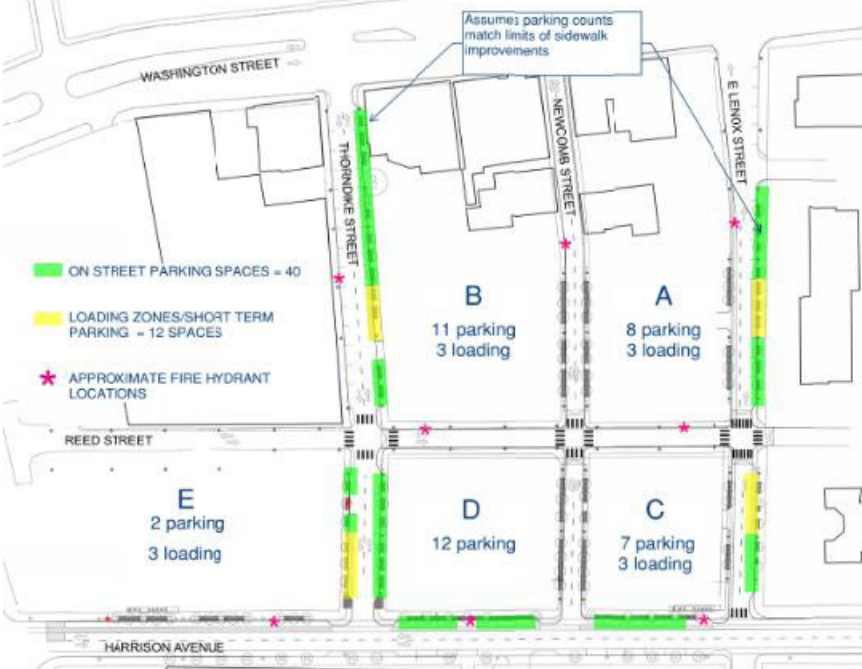 Assumes parking counts
match limits of sidewalk
improvements
WASHINGTON STREET
THORNDIKE STREET
NEWCOMB STREET
E LENOX STREET
ON STREET PARKING SPACES = 40
LOADING ZONES/SHORT TERM
PARKING = 12 SPACES
APPROXIMATE FIRE HYDRANT
LOCATIONS
B
11 parking
3 loading
A
8 parking
3 loading
REED STREET
E
2 parking
3 loading
D
12 parking
C
7 parking
3 loading
HARRISON AVENUE